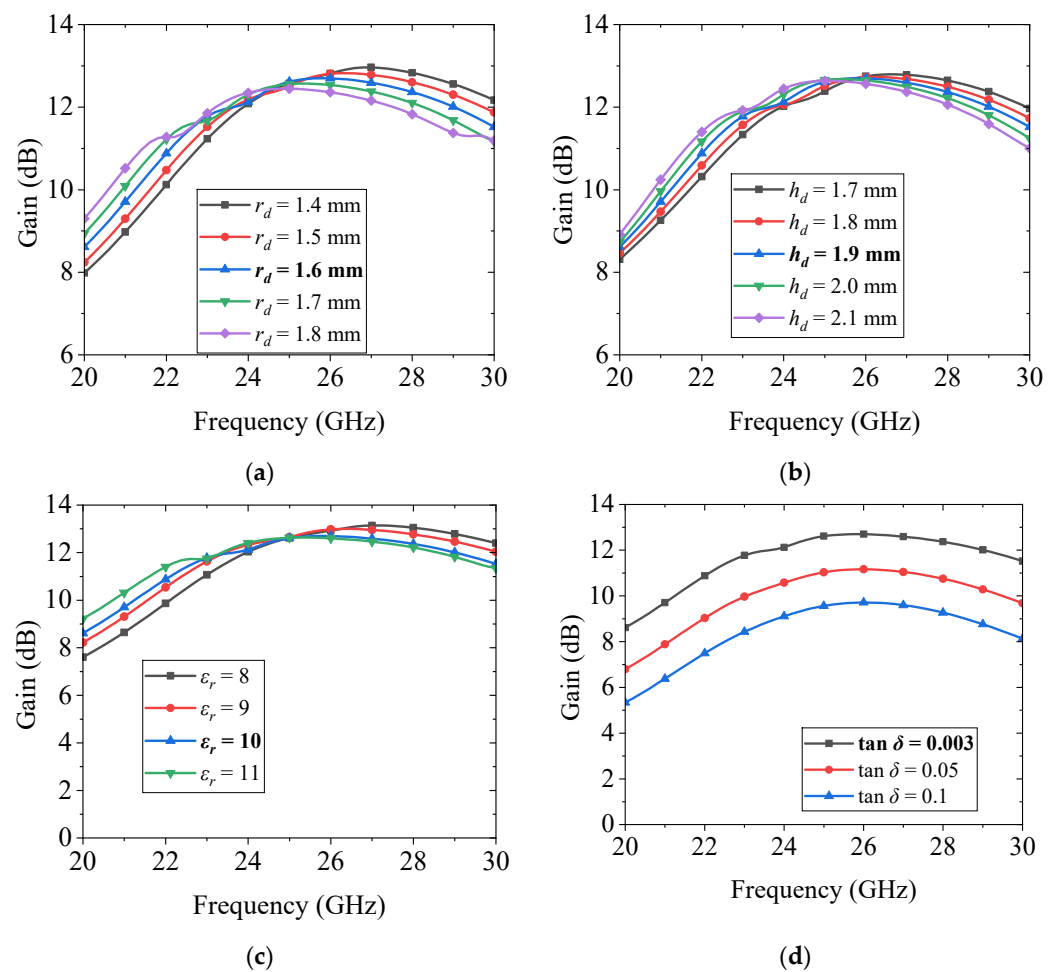 14
12
10
8
6
Gain (dB)
r_d = 1.4 mm
r_d = 1.5 mm
r_d = 1.6 mm
r_d = 1.7 mm
r_d = 1.8 mm
20 22 24 26 28 30
Frequency (GHz)
(a)
14
12
10
8
6
Gain (dB)
h_d = 1.7 mm
h_d = 1.8 mm
h_d = 1.9 mm
h_d = 2.0 mm
h_d = 2.1 mm
20 22 24 26 28 30
Frequency (GHz)
(b)
14
12
10
8
6
4
2
0
Gain (dB)
ε_r = 8
ε_r = 9
ε_r = 10
ε_r = 11
20 22 24 26 28 30
Frequency (GHz)
(c)
14
12
10
8
6
4
2
0
Gain (dB)
tan δ = 0.003
tan δ = 0.05
tan δ = 0.1
20 22 24 26 28 30
Frequency (GHz)
(d)